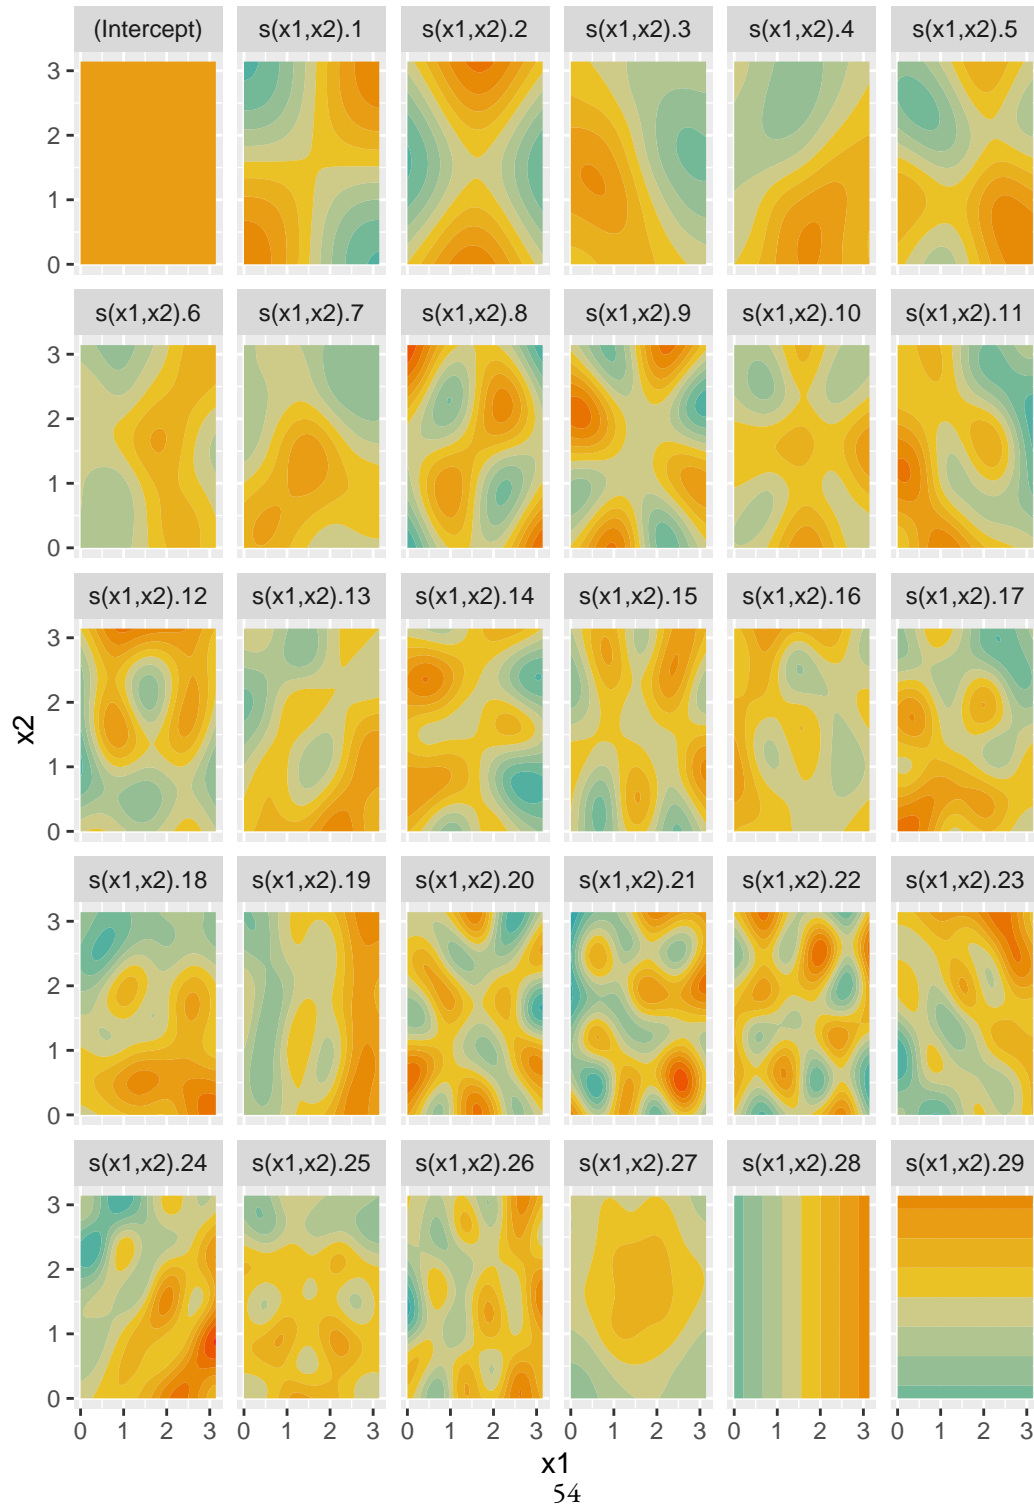 (Intercept) s(x1,x2).1 s(x1,x2).2 s(x1,x2).3 s(x1,x2).4 s(x1,x2).5
3
2
1
0
s(x1,x2).6 s(x1,x2).7 s(x1,x2).8 s(x1,x2).9 s(x1,x2).10 s(x1,x2).11
3
2
1
0
s(x1,x2).12 s(x1,x2).13 s(x1,x2).14 s(x1,x2).15 s(x1,x2).16 s(x1,x2).17
3
2
x2
1
0
s(x1,x2).18 s(x1,x2).19 s(x1,x2).20 s(x1,x2).21 s(x1,x2).22 s(x1,x2).23
3
2
1
0
s(x1,x2).24 s(x1,x2).25 s(x1,x2).26 s(x1,x2).27 s(x1,x2).28 s(x1,x2).29
3
2
1
0
0 1 2 3 0 1 2 3 0 1 2 3 0 1 2 3 0 1 2 3 0 1 2 3
x1
54